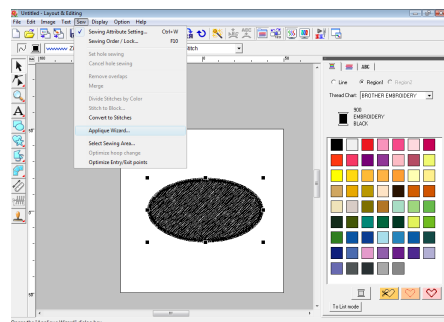 Untitled - Layout & Editing
File Edit Image Text Sew Display Option Help
Sewing Attribute Setting... Ctrl+W
Sewing Order / Lock... F10
Set hole sewing
Cancel hole sewing
Remove overlaps
Merge
Divide Stitches by Color
Stitch to Block...
Convert to Stitches
Applique Wizard...
Select Sewing Area...
Optimize hoop change
Optimize Entry/Exit points
Line Region1 Region2
Thread Chart: BROTHER EMBROIDERY
900
EMBROIDERY
BLACK
To List mode